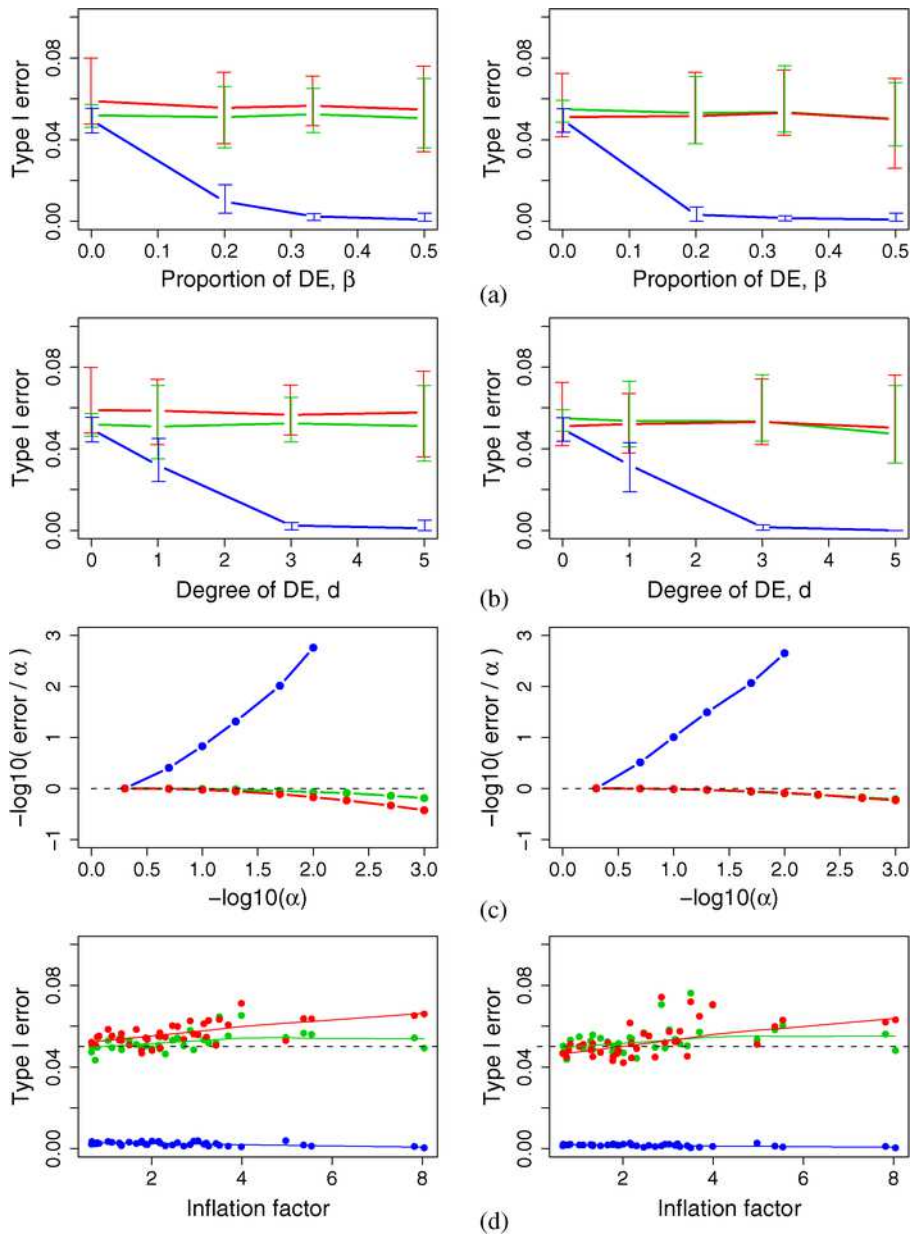 Type I error
0.00 0.04 0.08
0.0 0.1 0.2 0.3 0.4 0.5
Proportion of DE, β
Type I error
0.00 0.04 0.08
0.0 0.1 0.2 0.3 0.4 0.5
Proportion of DE, β
(a)
Type I error
0.00 0.04 0.08
0 1 2 3 4 5
Degree of DE, d
Type I error
0.00 0.04 0.08
0 1 2 3 4 5
Degree of DE, d
(b)
−log10( error / α )
−1 0 1 2 3
0.0 0.5 1.0 1.5 2.0 2.5 3.0
−log10(α)
−log10( error / α )
−1 0 1 2 3
0.0 0.5 1.0 1.5 2.0 2.5 3.0
−log10(α)
(c)
Type I error
0.00 0.04 0.08
2 4 6 8
Inflation factor
Type I error
0.00 0.04 0.08
2 4 6 8
Inflation factor
(d)